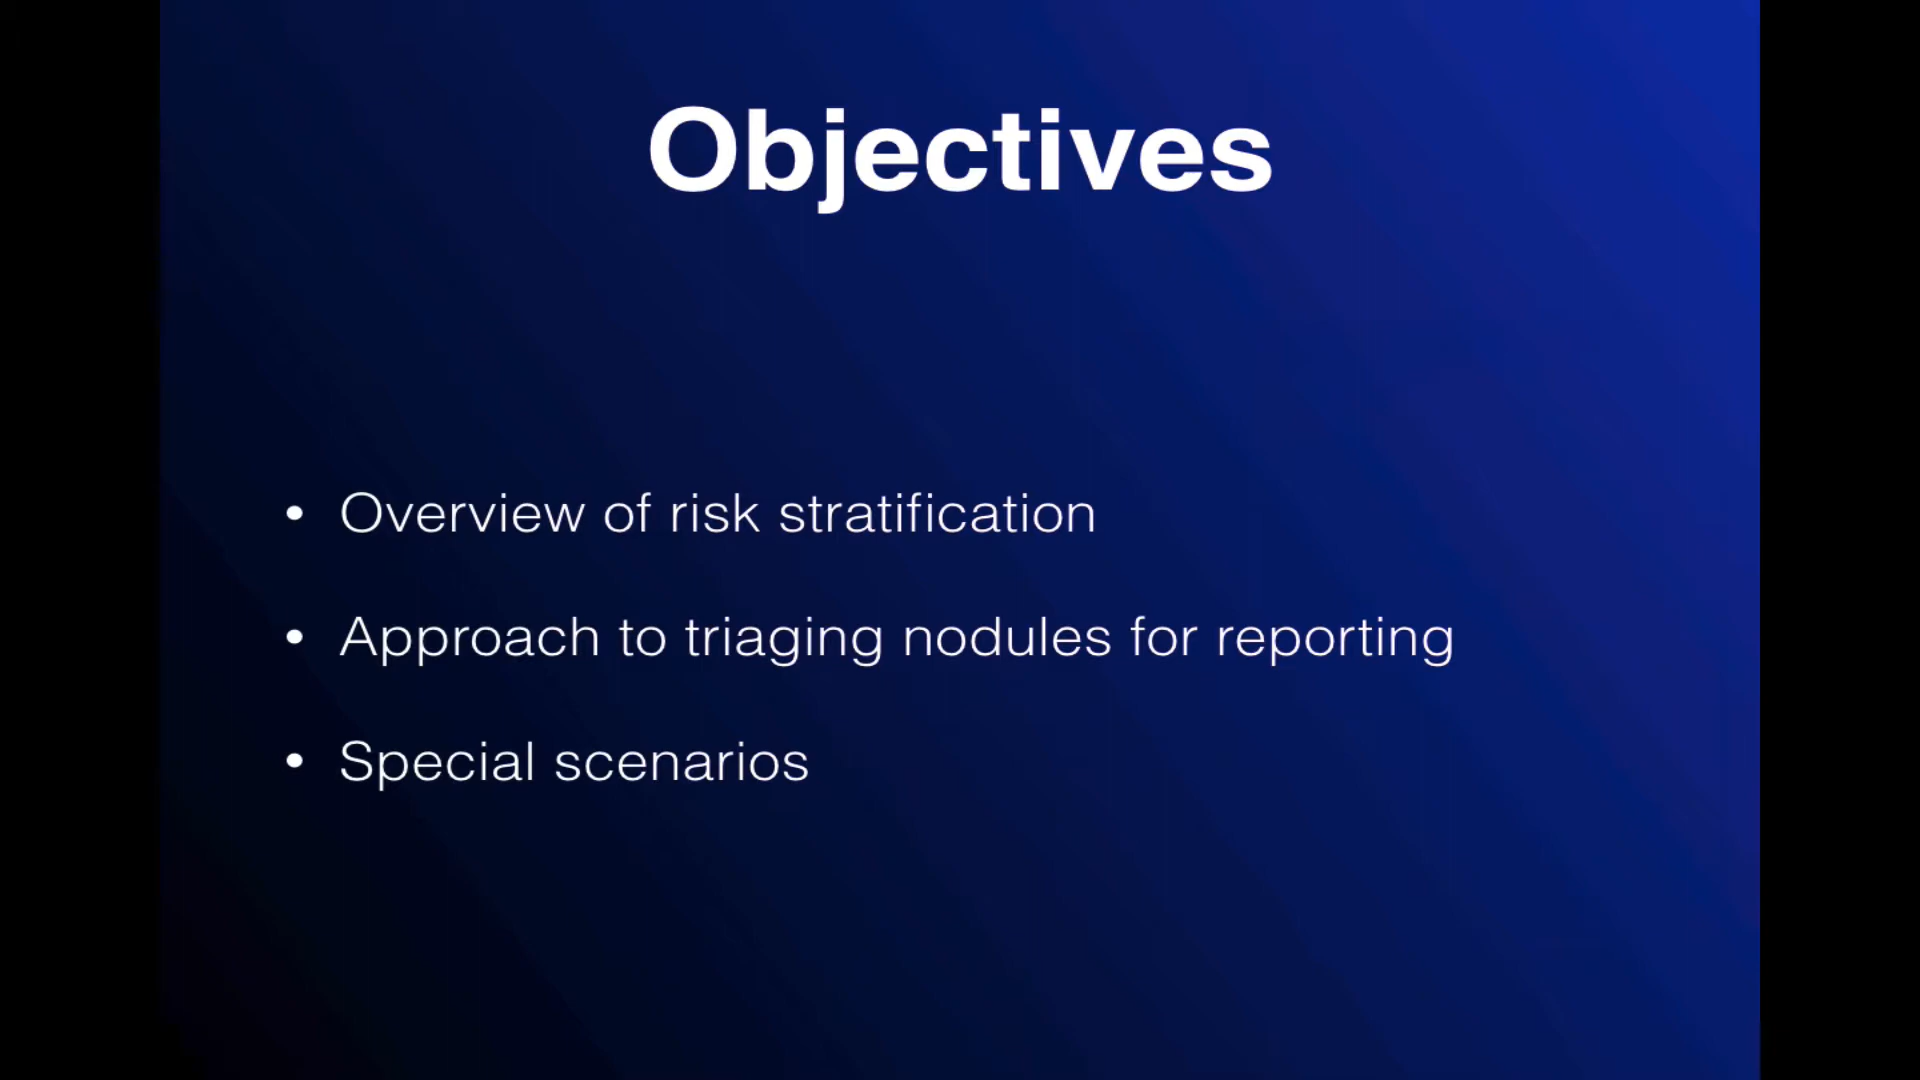 Objectives
• Overview of risk stratification
• Approach to triaging nodules for reporting
• Special scenarios